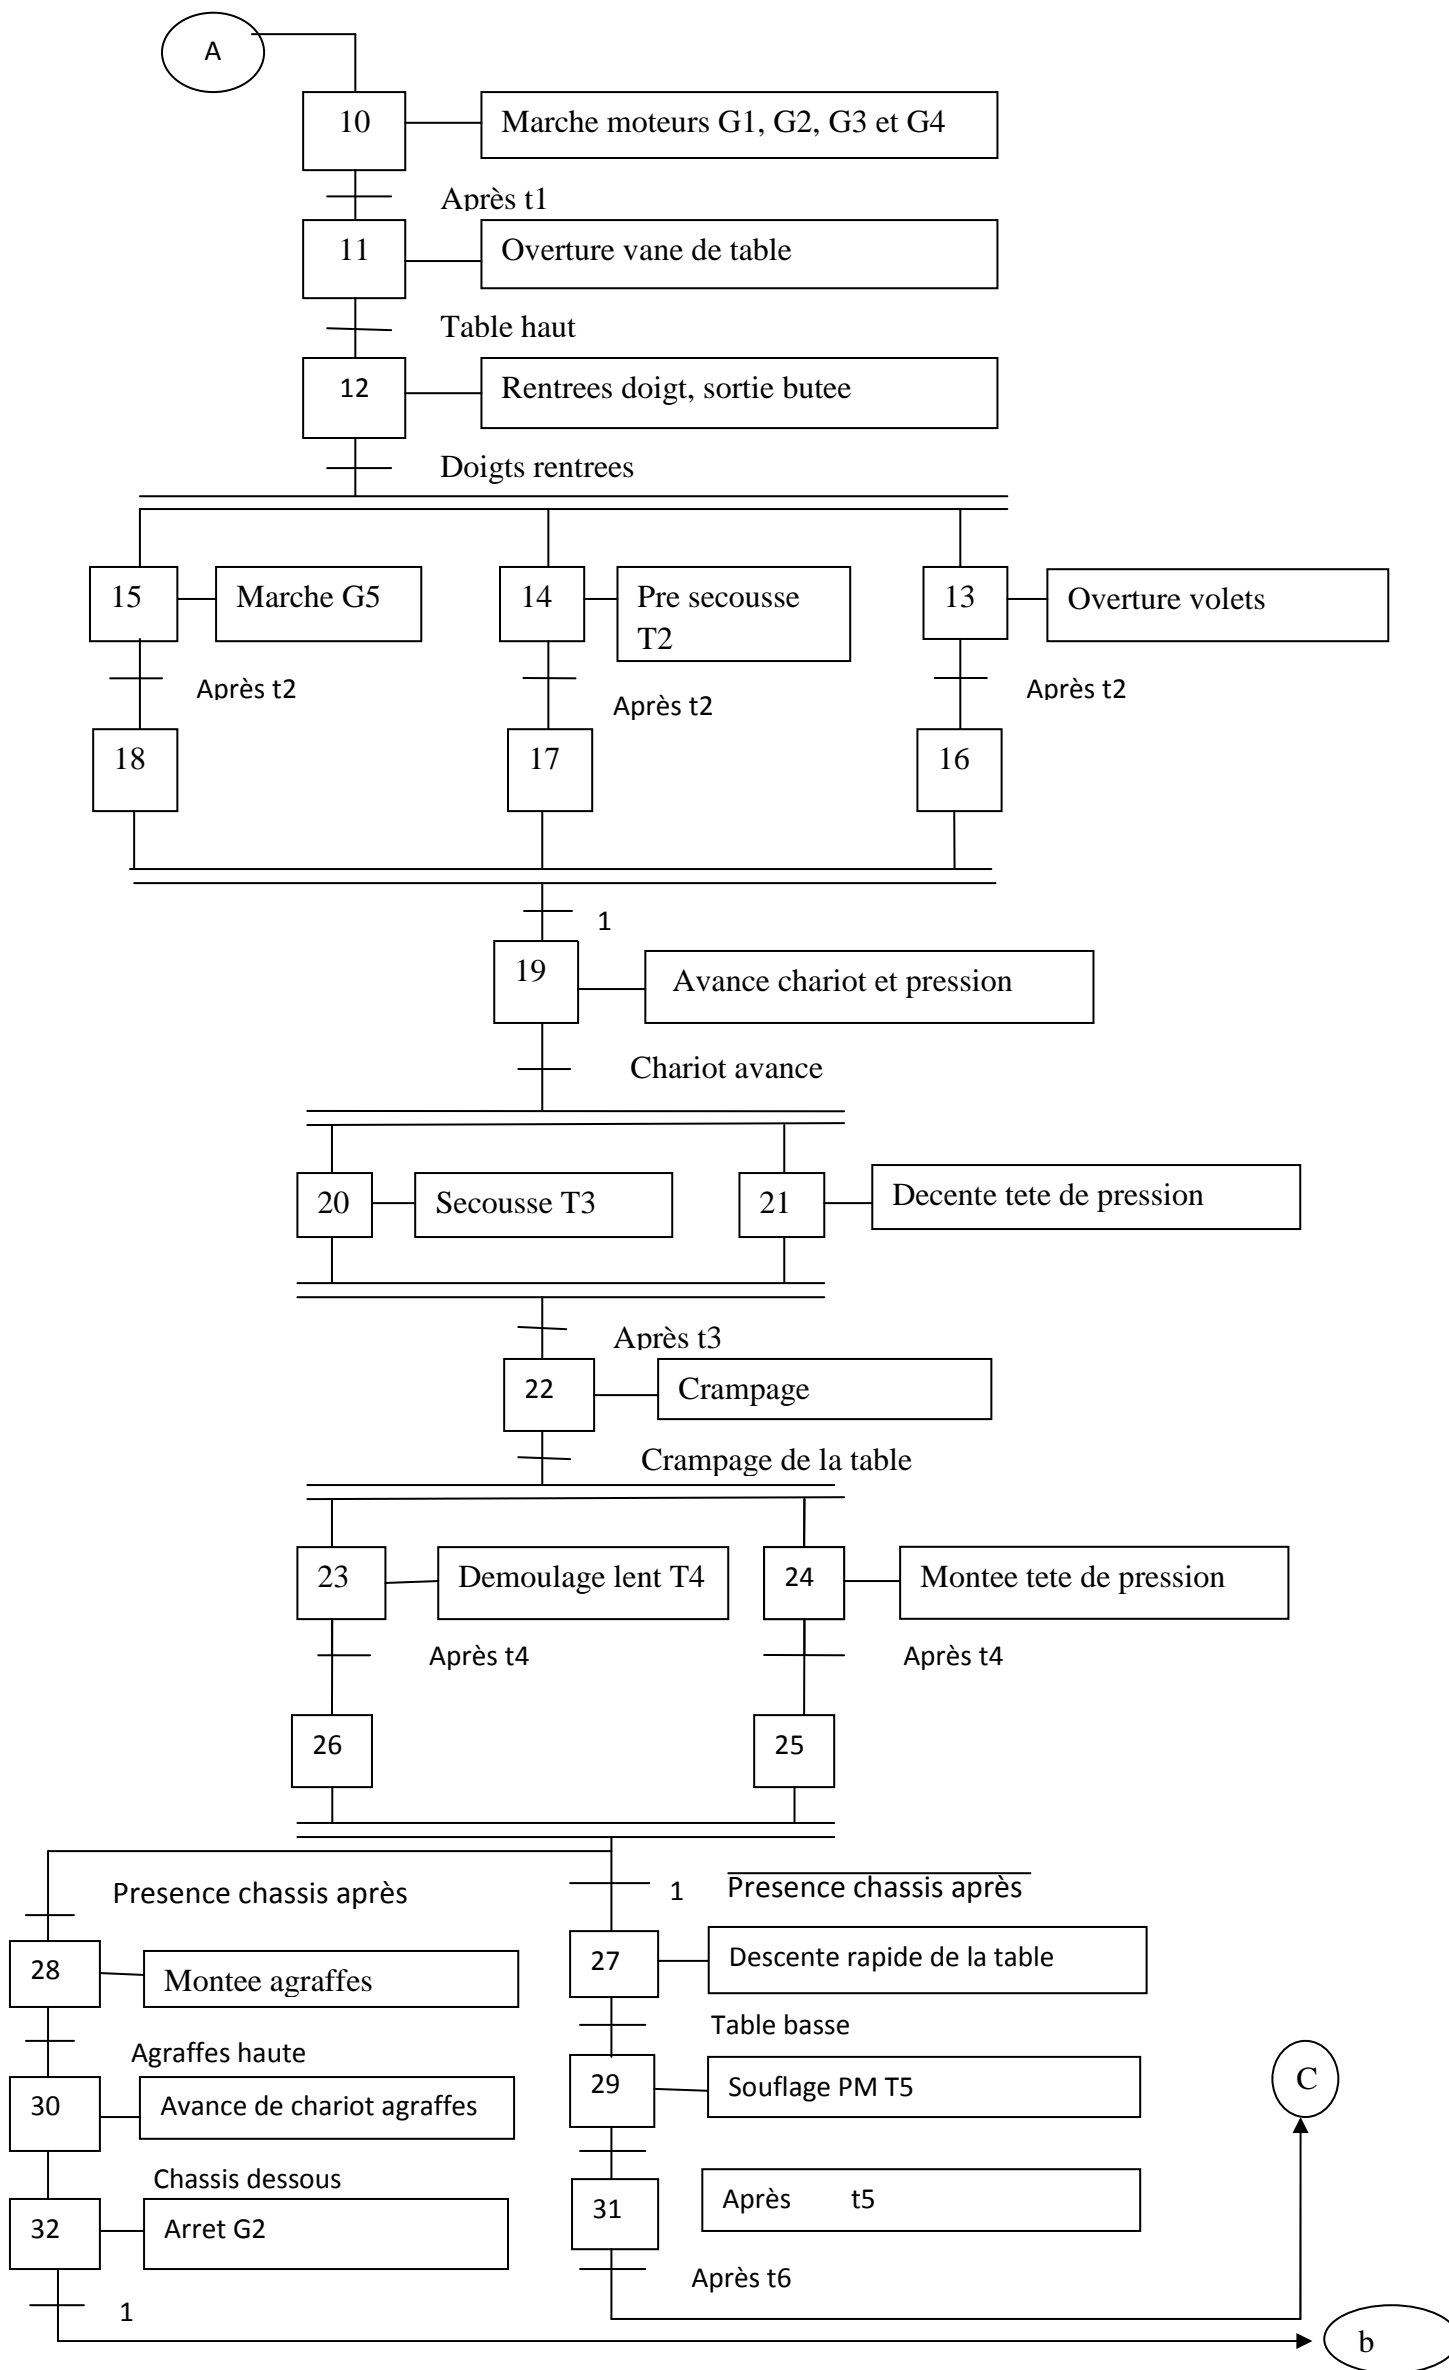 A
10
Marche moteurs G1, G2, G3 et G4
Après t1
11
Overture vane de table
Table haut
12
Rentrees doigt, sortie butee
Doigts rentrees
15
Marche G5
14
Pre secousse
T2
13
Overture volets
Après t2
Après t2
Après t2
18
17
16
1
19
Avance chariot et pression
Chariot avance
20
Secousse T3
21
Decente tete de pression
Après t3
22
Crampage
Crampage de la table
23
Demoulage lent T4
24
Montee tete de pression
Après t4
Après t4
26
25
Presence chassis après
1
Presence chassis après
28
Montee agraffes
27
Descente rapide de la table
Agraffes haute
Table basse
30
Avance de chariot agraffes
29
Souflage PM T5
C
Chassis dessous
32
Arret G2
31
Après t5
Après t6
1
b